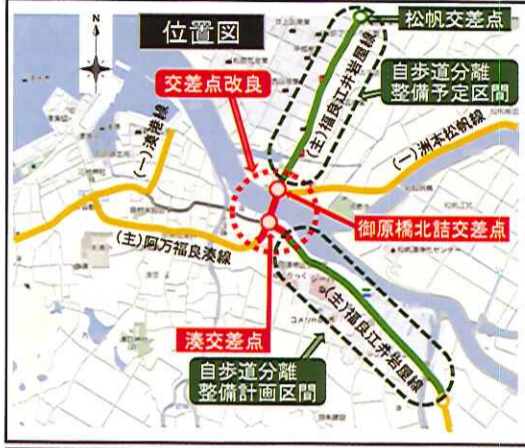 N
位置図
松帆交差点
交差点改良
自歩道分離
整備予定区間
(主)福良江井岩屋線
(一)湊港線
(一)洲本松帆線
御原橋北詰交差点
(主)阿万福良湊線
湊交差点
(主)福良江井岩屋線
自歩道分離
整備計画区間